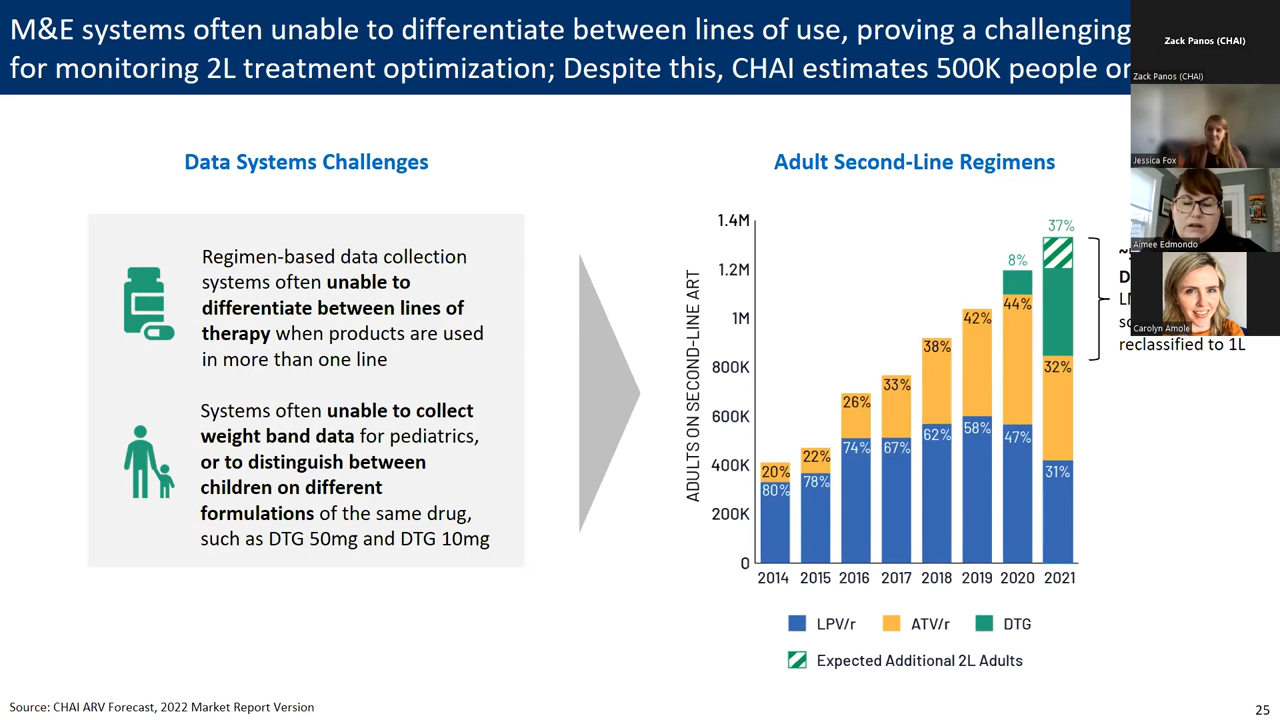 M&E systems often unable to differentiate between lines of use, proving a challenging
for monitoring 2L treatment optimization; Despite this, CHAI estimates 500K people
Zack Panos (CHAI)
Zack Panos (CHAI)
Jessica Fox
Aimee Edmondo
Carolyn Amole
Data Systems Challenges
Regimen-based data collection
systems often unable to
differentiate between lines of
therapy when products are used
in more than one line
Systems often unable to collect
weight band data for pediatrics,
or to distinguish between
children on different
formulations of the same drug,
such as DTG 50mg and DTG 10mg
Adult Second-Line Regimens
ADULTS ON SECOND-LINE ART
1.4M
1.2M
1M
800K
600K
400K
200K
0
20%
80%
22%
78%
26%
74%
33%
67%
38%
62%
42%
58%
8%
44%
47%
37%
32%
31%
2014 2015 2016 2017 2018 2019 2020 2021
reclassified to 1L
LPV/r ATV/r DTG
Expected Additional 2L Adults
Source: CHAI ARV Forecast, 2022 Market Report Version
25